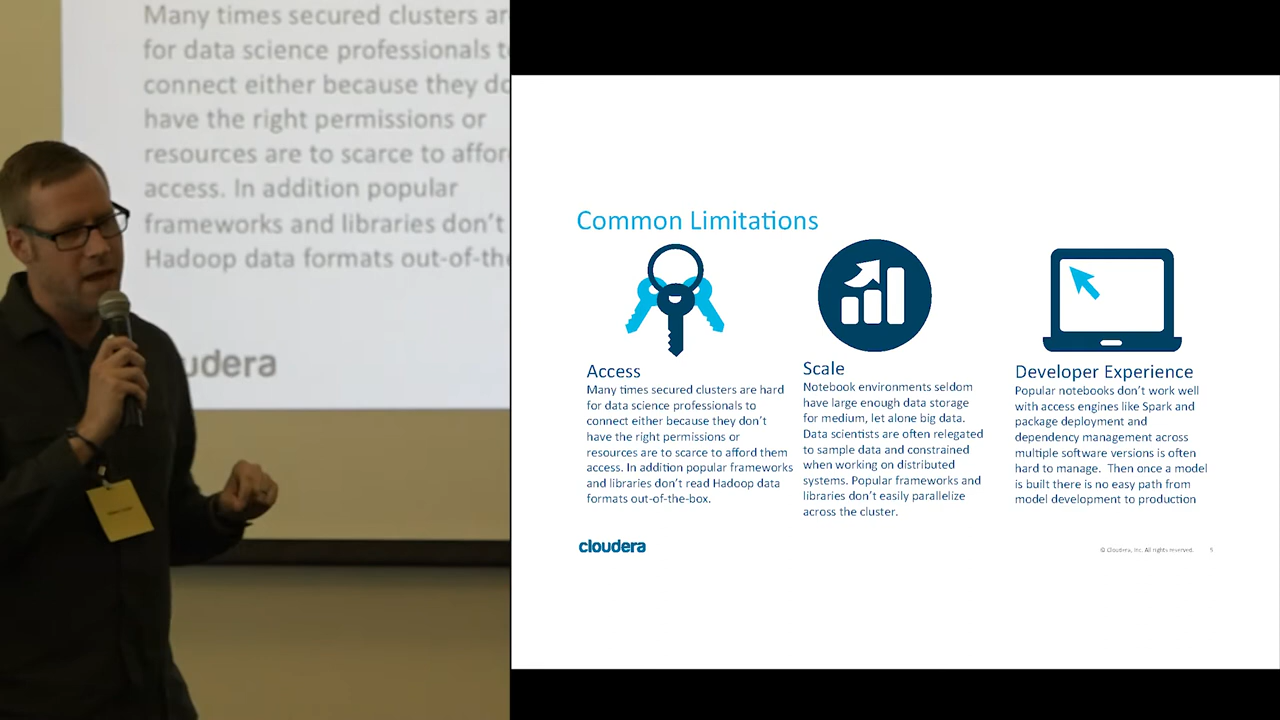 Many times secured clusters ar
for data science professionals t
connect either because they do
have the right permissions or
resources are to scarce to affor
access. In addition popular
frameworks and libraries don't
Hadoop data formats out-of-the
udera
Common Limitations
Access
Many times secured clusters are hard
for data science professionals to
connect either because they don't
have the right permissions or
resources are to scarce to afford them
access. In addition popular frameworks
and libraries don't read Hadoop data
formats out-of-the-box.
Scale
Notebook environments seldom
have large enough data storage
for medium, let alone big data.
Data scientists are often relegated
to sample data and constrained
when working on distributed
systems. Popular frameworks and
libraries don't easily parallelize
across the cluster.
Developer Experience
Popular notebooks don't work well
with access engines like Spark and
package deployment and
dependency management across
multiple software versions is often
hard to manage. Then once a model
is built there is no easy path from
model development to production
cloudera
© Cloudera, Inc. All rights reserved. 5